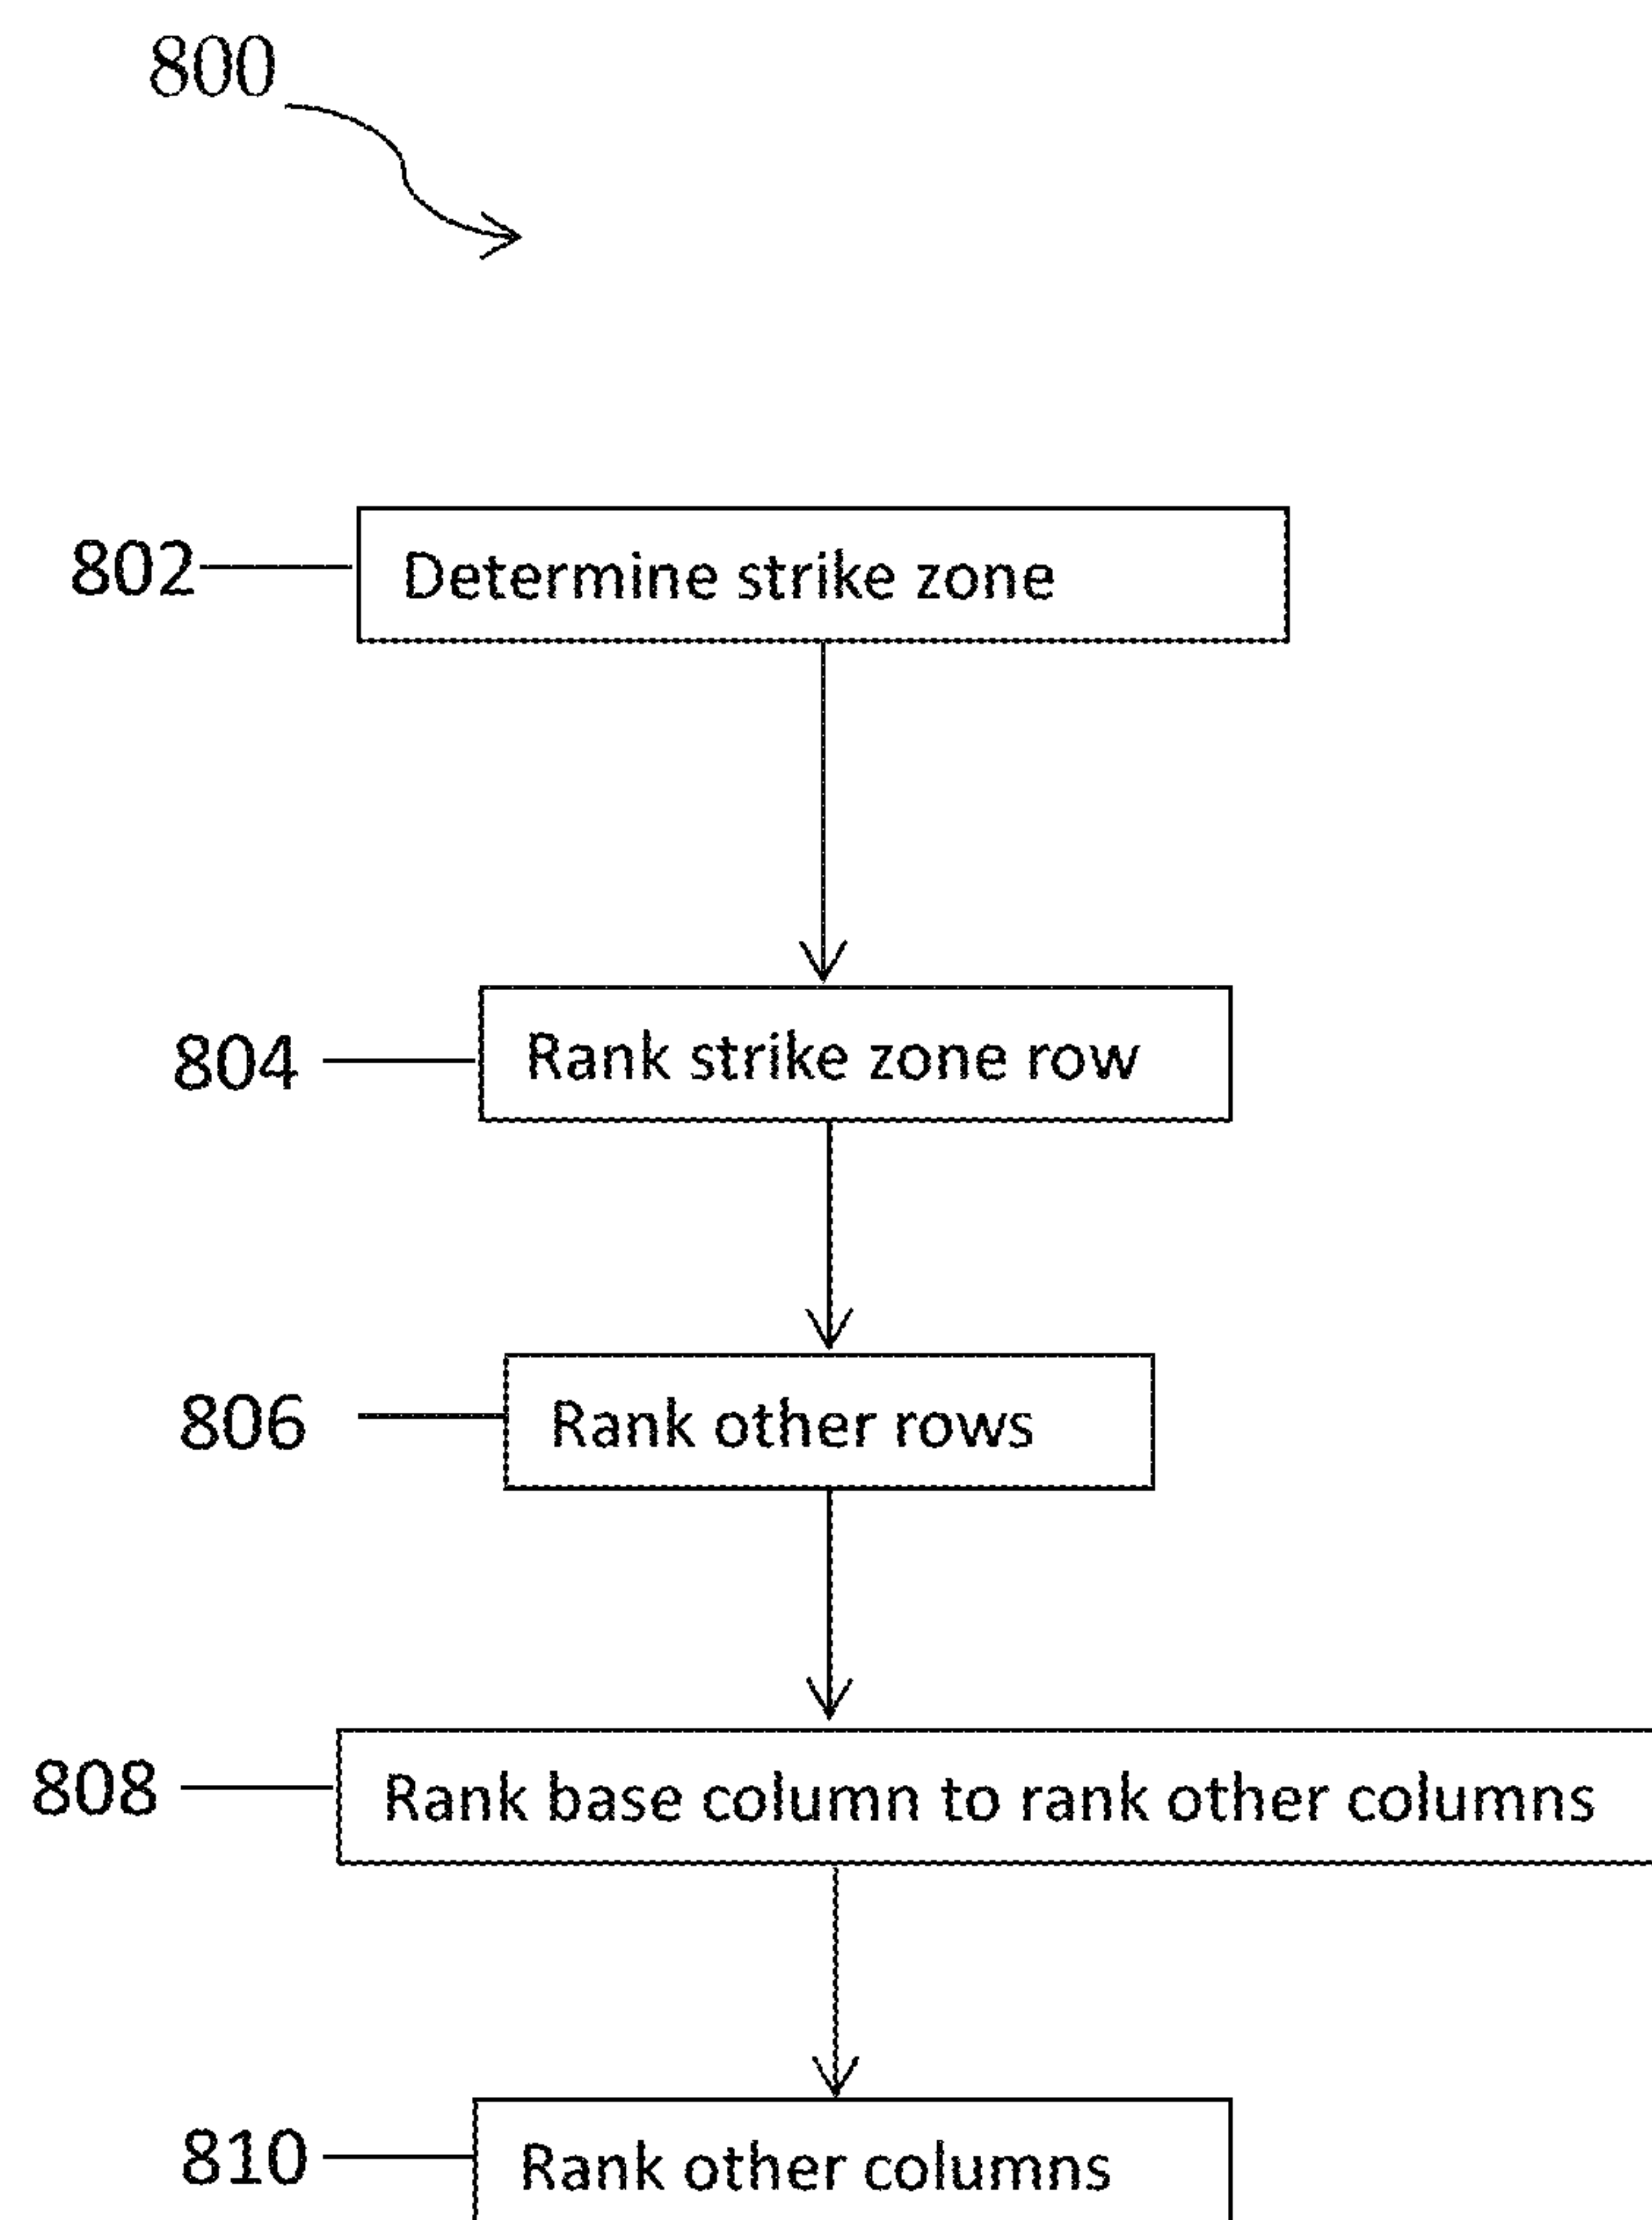 800
802 Determine strike zone
804 Rank strike zone row
806 Rank other rows
808 Rank base column to rank other columns
810 Rank other columns